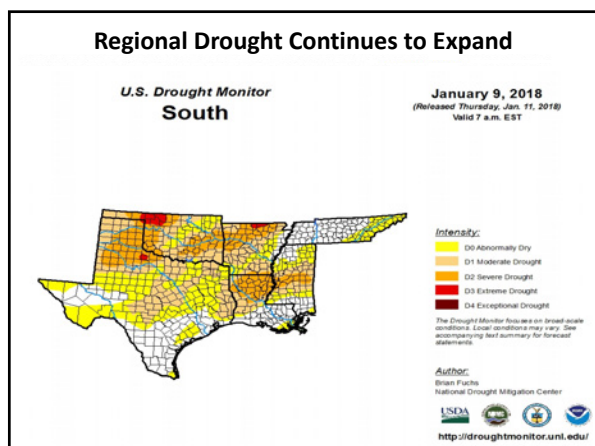 Regional Drought Continues to Expand
U.S. Drought Monitor
South
January 9, 2018
(Released Thursday, Jan. 11, 2018)
Valid 7 a.m. EST
Intensity:
D0 Abnormally Dry
D1 Moderate Drought
D2 Severe Drought
D3 Extreme Drought
D4 Exceptional Drought
The Drought Monitor focuses on broad-scale
conditions. Local conditions may vary. See
accompanying text summary for forecast
statements.
Author:
Brian Fuchs
National Drought Mitigation Center
USDA
http://droughtmonitor.unl.edu/